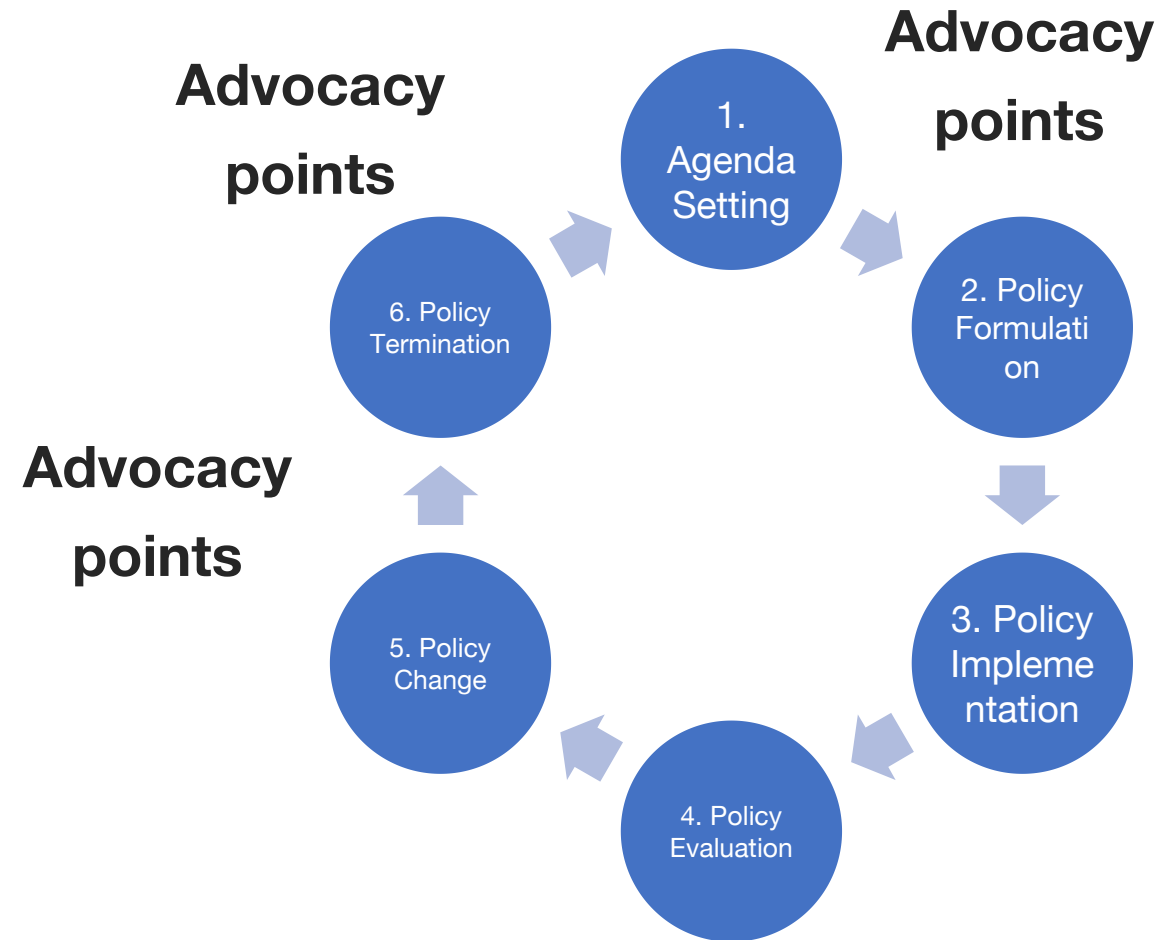 Advocacy
points
Advocacy
points
1.
Agenda
Setting
2. Policy
Formulati
on
3. Policy
Impleme
ntation
4. Policy
Evaluation
5. Policy
Change
Advocacy
points
6. Policy
Termination